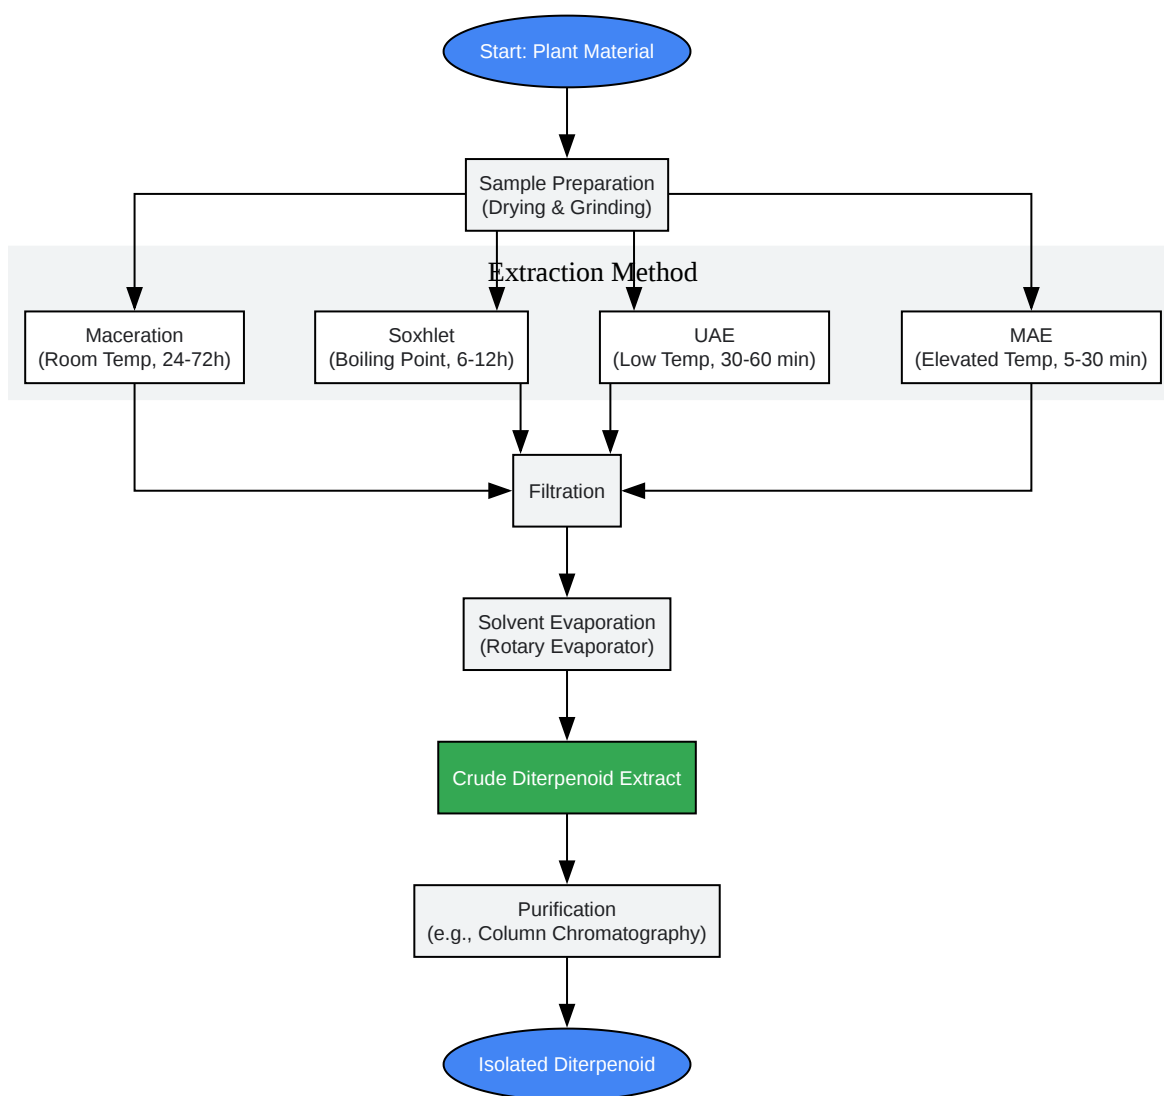 Start: Plant Material
Sample Preparation
(Drying & Grinding)
Extraction Method
Maceration
(Room Temp, 24-72h)
Soxhlet
(Boiling Point, 6-12h)
UAE
(Low Temp, 30-60 min)
MAE
(Elevated Temp, 5-30 min)
Filtration
Solvent Evaporation
(Rotary Evaporator)
Crude Diterpenoid Extract
Purification
(e.g., Column Chromatography)
Isolated Diterpenoid